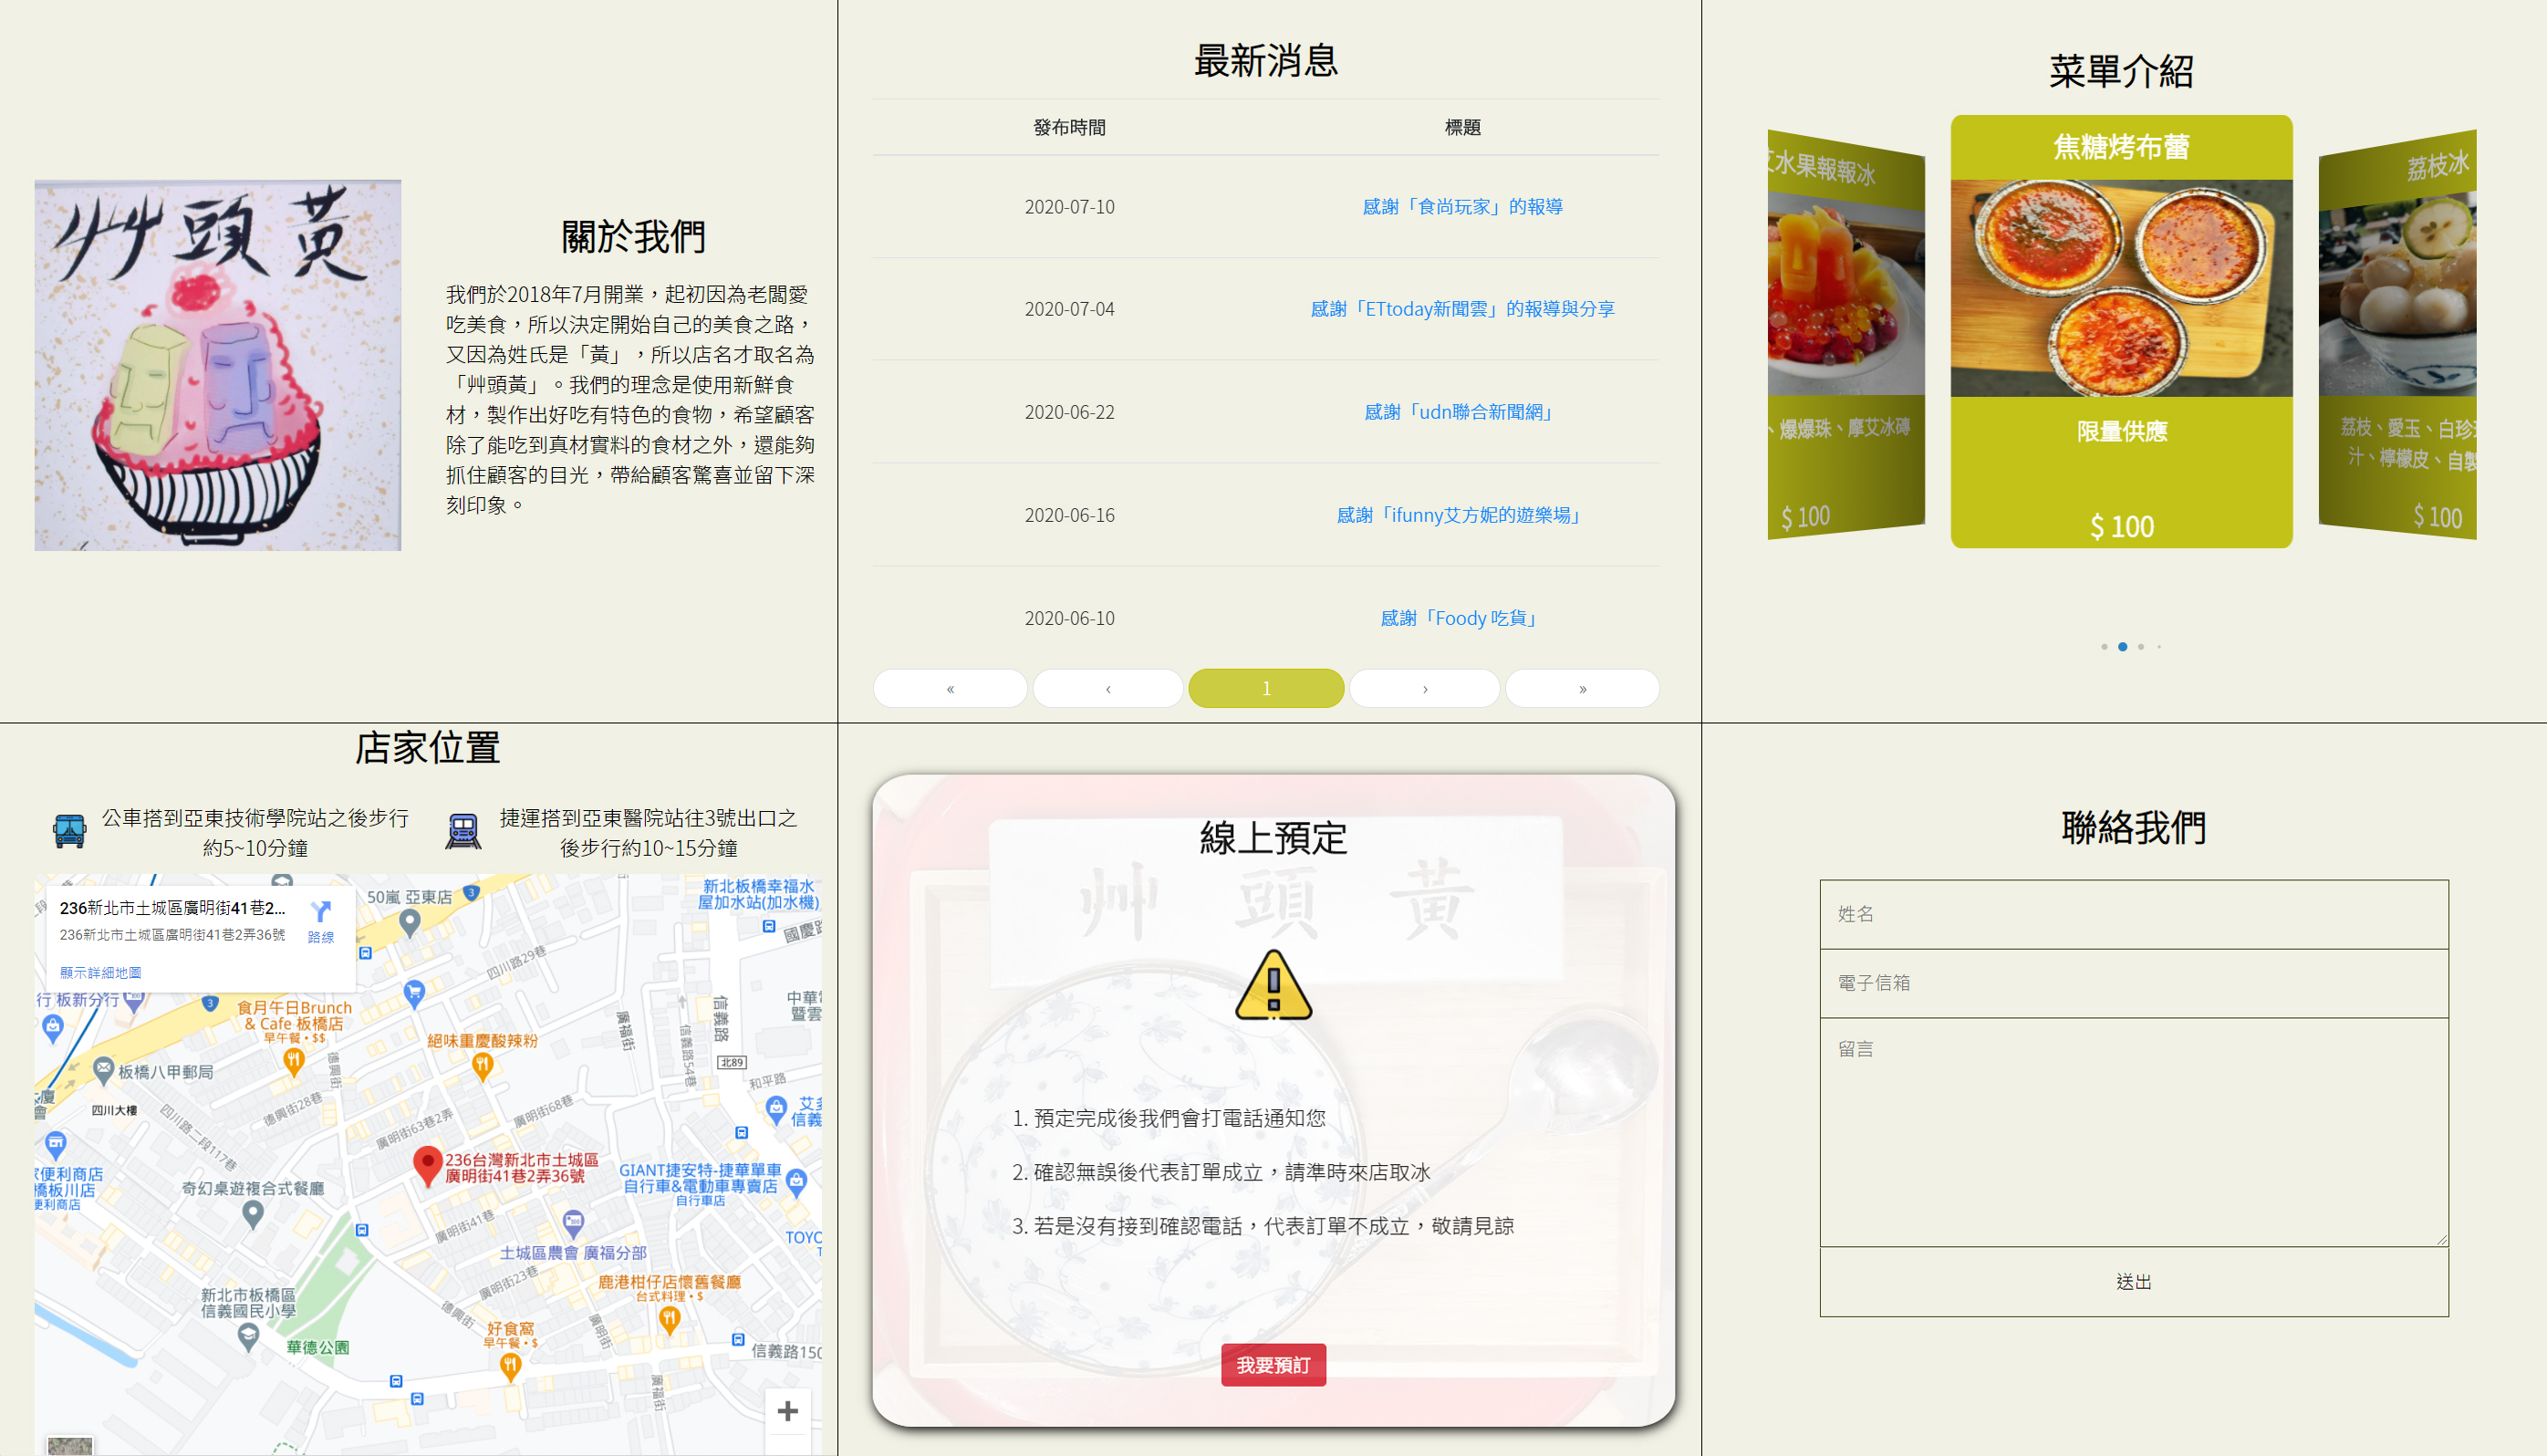 艸頭黃
關於我們
我們於2018年7月開業，起初因為老闆愛
吃美食，所以決定開始自己的美食之路，
又因為姓氏是「黃」，所以店名才取名為
「艸頭黃」。我們的理念是使用新鮮食
材，製作出好吃有特色的食物，希望顧客
除了能吃到真材實料的食材之外，還能夠
抓住顧客的目光，帶給顧客驚喜並留下深
刻印象。
最新消息
發布時間 標題
2020-07-10 感謝「食尚玩家」的報導
2020-07-04 感謝「ETtoday新聞雲」的報導與分享
2020-06-22 感謝「udn聯合新聞網」
2020-06-16 感謝「ifunny艾方妮的遊樂場」
2020-06-10 感謝「Foody 吃貨」
« ‹ 1 › »
菜單介紹
艾水果報報冰
、爆爆珠、摩艾冰磚
$ 100
焦糖烤布蕾
限量供應
$ 100
荔枝冰
荔枝、愛玉、白珍
汁、檸檬皮、自製
$ 100
店家位置
公車搭到亞東技術學院站之後步行
約5~10分鐘
捷運搭到亞東醫院站往3號出口之
後步行約10~15分鐘
236新北市土城區廣明街41巷2...
236新北市土城區廣明街41巷2弄36號
路線
顯示詳細地圖
50嵐 亞東店
3
新北板橋幸福水
屋加水站(加水機)
國慶路
四川路29巷
行 板新分行
3
食月午日Brunch
& Cafe 板橋店
早午餐 • $$
絕味重慶酸辣粉
廣福街
信義路
信義路54巷
中華電
暨雲
北89
和平路
板橋八甲郵局
德興街
廈
會
四川大樓
四川路二段117巷
德興街28巷
廣明街63巷2弄
廣明街68巷
艾多
信義
236台灣新北市土城區
廣明街41巷2弄36號
GIANT捷安特-捷華單車
自行車&電動車專賣店
自行車店
家便利商店
橋板川店
便利商店
奇幻桌遊複合式餐廳
廣明街41巷
土城區農會 廣福分部
TOYO
廣明街23巷
鹿港柑仔店懷舊餐廳
台式料理 • $
新北市板橋區
信義國民小學
德興街
廣明街
好食窩
早午餐 • $
華德公園
信義路150
廣福街
+
線上預定
艸 頭 黃
1. 預定完成後我們會打電話通知您
2. 確認無誤後代表訂單成立，請準時來店取冰
3. 若是沒有接到確認電話，代表訂單不成立，敬請見諒
我要預訂
聯絡我們
姓名
電子信箱
留言
送出